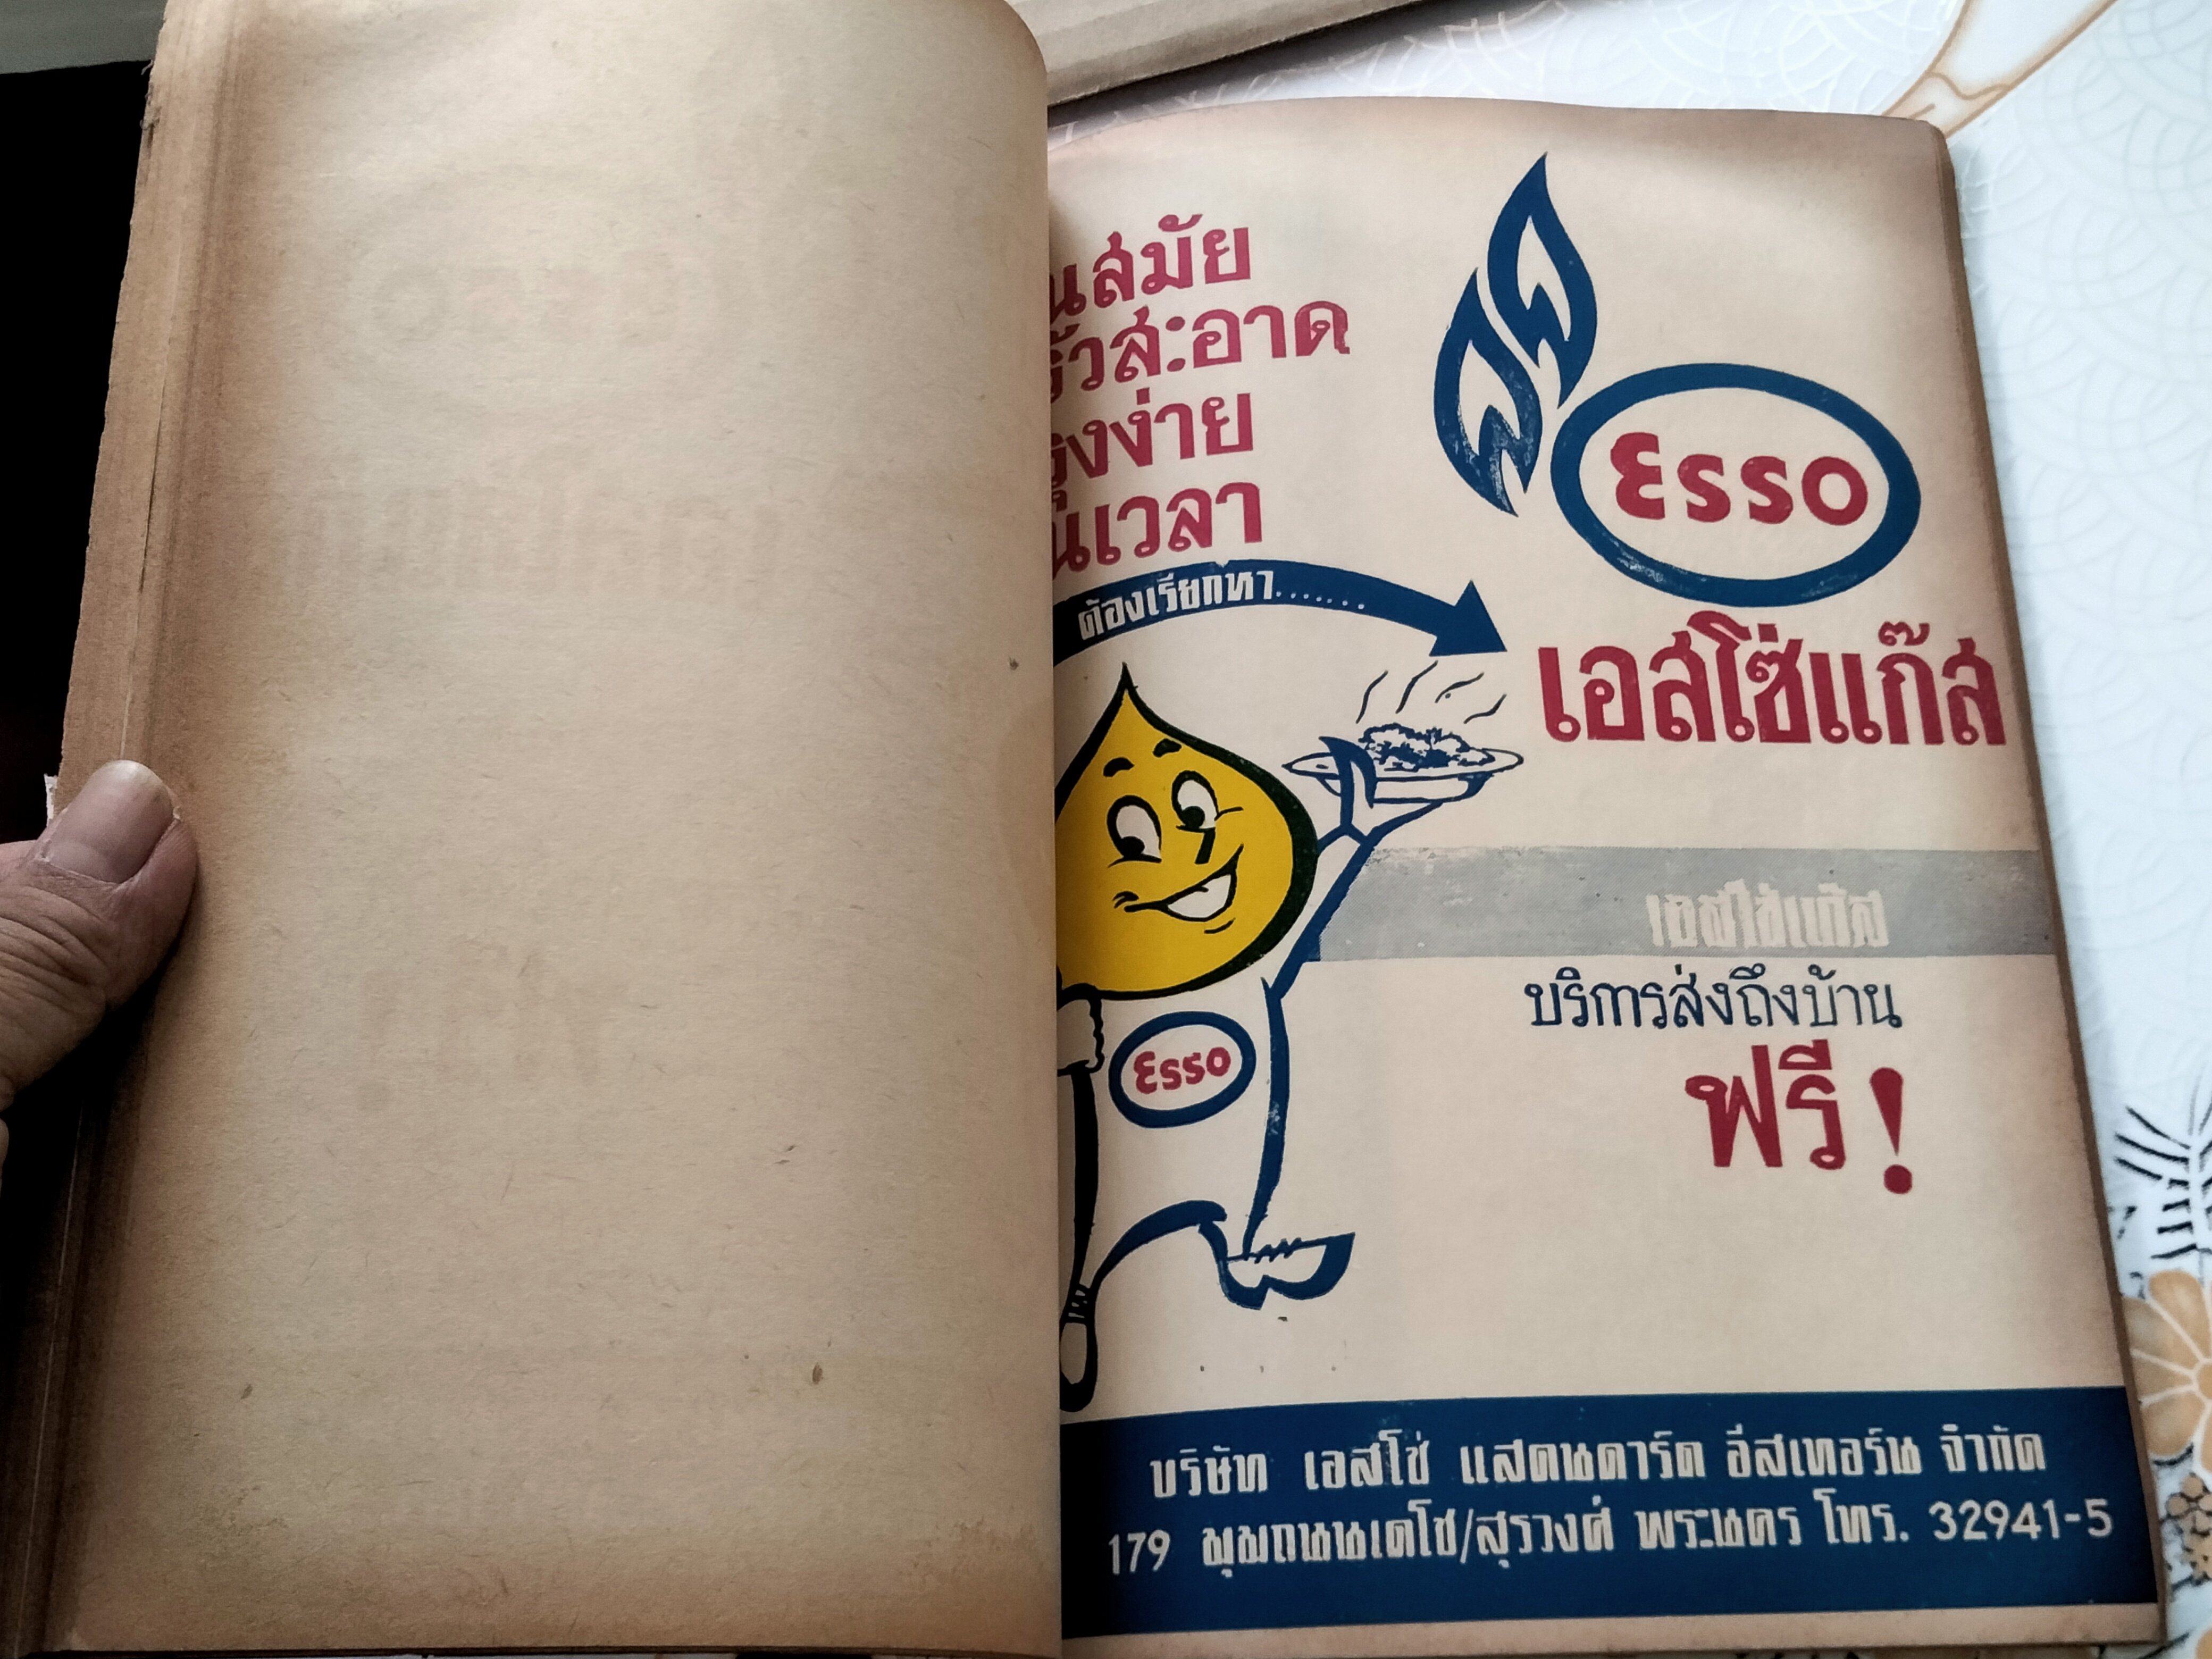 นสมัย
รัวสะอาด
รุงง่าย
นเวลา
ต้องเรียกหา.......
Esso
เอสโซ่แก๊ส
เอสโซ่แก๊ส
บริการส่งถึงบ้าน
ฟรี!
Esso
บริษัท เอสโซ่ แสตนดาร์ด อีสเทอร์น จำกัด
179 มุมถนนเดโช/สุรวงศ์ พระนคร โทร. 32941-5